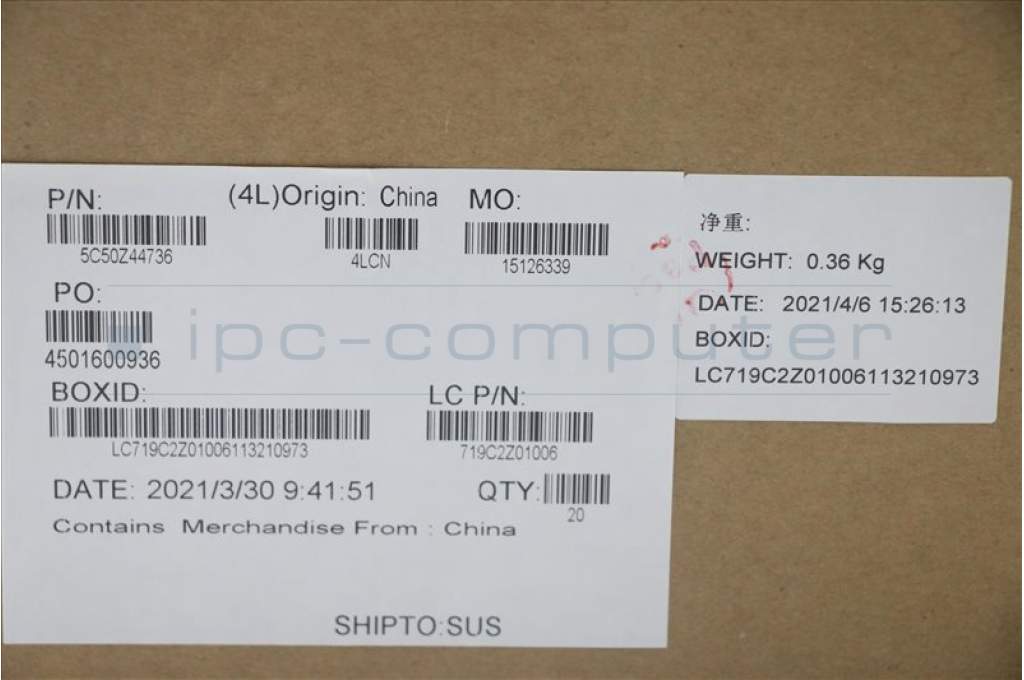 P/N: (4L)Origin: China MO:
5C50Z44736 4LCN 15126339
PO:
4501600936
BOXID: LC P/N:
LC719C2Z01006113210973 719C2Z01006
DATE: 2021/3/30 9:41:51 QTY:
20
Contains Merchandise From : China
SHIPTO:SUS
净重:
WEIGHT: 0.36 Kg
DATE: 2021/4/6 15:26:13
BOXID:
LC719C2Z01006113210973
ipc-computer